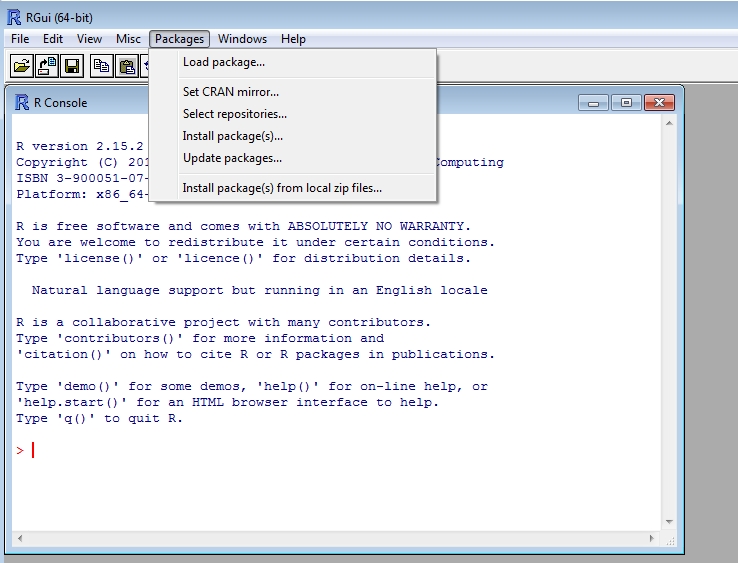 RGui (64-bit)
File Edit View Misc Packages Windows Help
Load package...
Set CRAN mirror...
Select repositories...
Install package(s)...
Update packages...
Install package(s) from local zip files...
R Console
R version 2.15.2
Copyright (C) 201 Computing
ISBN 3-900051-07-
Platform: x86_64-
R is free software and comes with ABSOLUTELY NO WARRANTY.
You are welcome to redistribute it under certain conditions.
Type 'license()' or 'licence()' for distribution details.
Natural language support but running in an English locale
R is a collaborative project with many contributors.
Type 'contributors()' for more information and
'citation()' on how to cite R or R packages in publications.
Type 'demo()' for some demos, 'help()' for on-line help, or
'help.start()' for an HTML browser interface to help.
Type 'q()' to quit R.
>